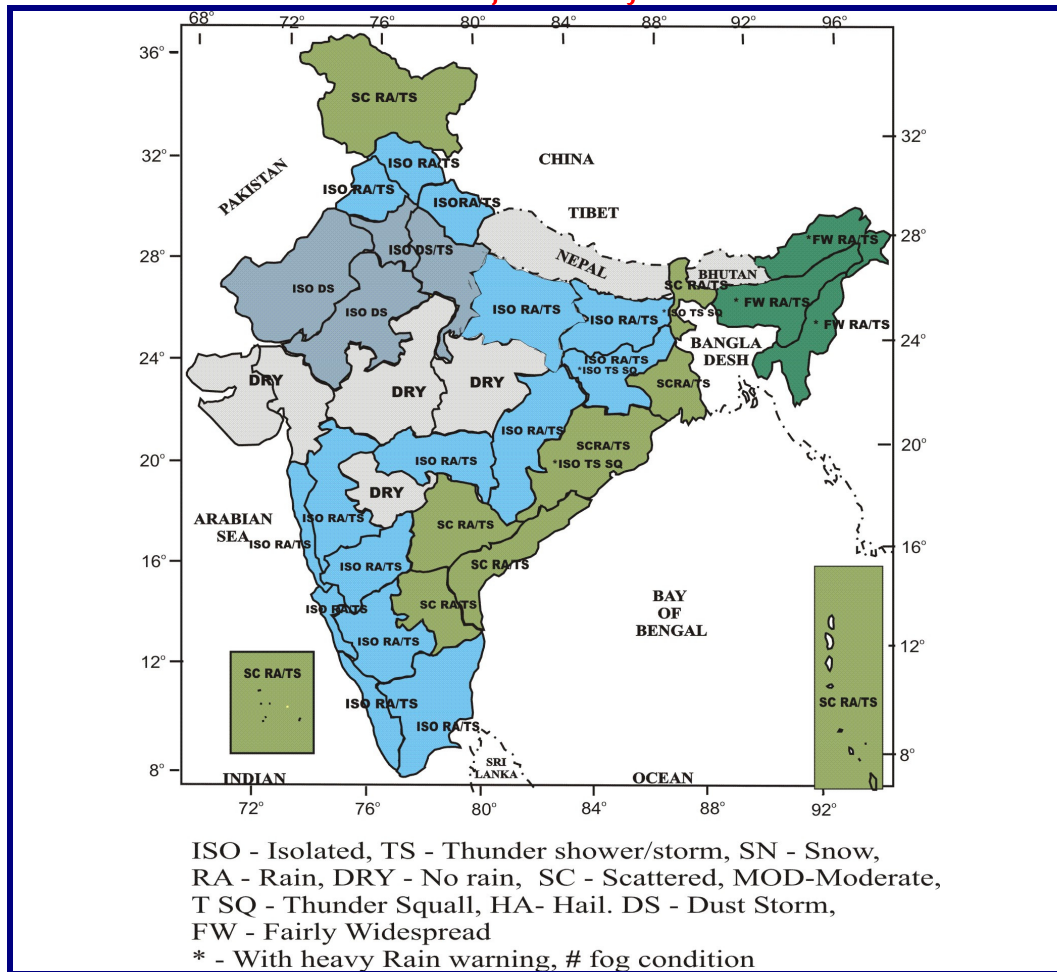 68° 72° 76° 80° 84° 88° 92° 96°
36°
SC RA/TS
32° 32°
ISO RA/TS
CHINA
PAKISTAN
ISO RA/TS
ISORA/TS
TIBET
28° 28°
*FW RA/TS
ISO DS/TS
NEPAL
BHUTAN
SC RA/TS
ISO DS
* FW RA/TS
ISO DS
ISO RA/TS
ISO RA/TS
*ISO TS SQ
* FW RA/TS
BANGLA
DESH
24° 24°
ISO RA/TS
*ISO TS SQ
DRY
DRY
DRY
SCRA/TS
ISO RA/TS
20° 20°
SCRA/TS
*ISO TS SQ
ISO RA/TS
DRY
ISO RA/TS
SC RA/TS
ARABIAN
SEA
ISO RA/TS
16° 16°
ISO RA/TS
SC RA/TS
BAY
OF
BENGAL
ISO RA/TS
SC RA/TS
ISO RA/TS
12° 12°
SC RA/TS
ISO RA/TS
SC RA/TS
ISO RA/TS
8° 8°
SRI
LANKA
INDIAN OCEAN
72° 76° 80° 84° 88° 92°
ISO - Isolated, TS - Thunder shower/storm, SN - Snow,
RA - Rain, DRY - No rain, SC - Scattered, MOD-Moderate,
T SQ - Thunder Squall, HA- Hail. DS - Dust Storm,
FW - Fairly Widespread
* - With heavy Rain warning, # fog condition